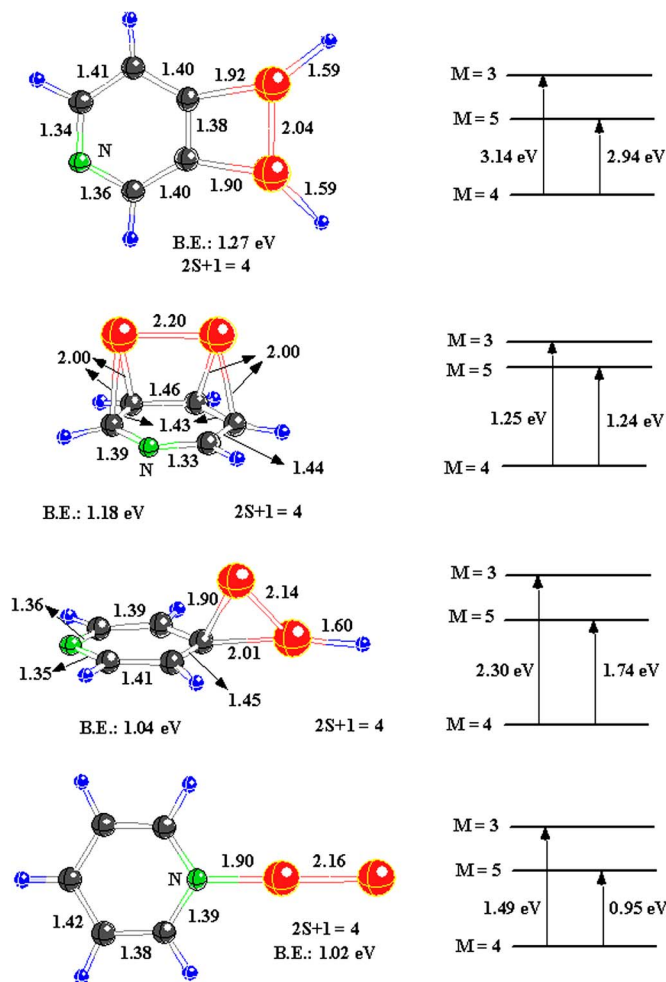 1.41
1.40
1.92
1.59
1.34
1.38
2.04
N
1.36
1.40
1.90
1.59
B.E.: 1.27 eV
2S+1 = 4
M = 3
M = 5
3.14 eV
2.94 eV
M = 4
2.20
2.00
2.00
1.46
1.43
1.39
N
1.33
1.44
B.E.: 1.18 eV
2S+1 = 4
M = 3
M = 5
1.25 eV
1.24 eV
M = 4
1.36
1.39
1.90
2.14
1.60
2.01
1.35
1.41
1.45
B.E.: 1.04 eV
2S+1 = 4
M = 3
M = 5
2.30 eV
1.74 eV
M = 4
N
1.90
2.16
1.42
1.38
1.39
2S+1 = 4
B.E.: 1.02 eV
M = 3
M = 5
1.49 eV
0.95 eV
M = 4